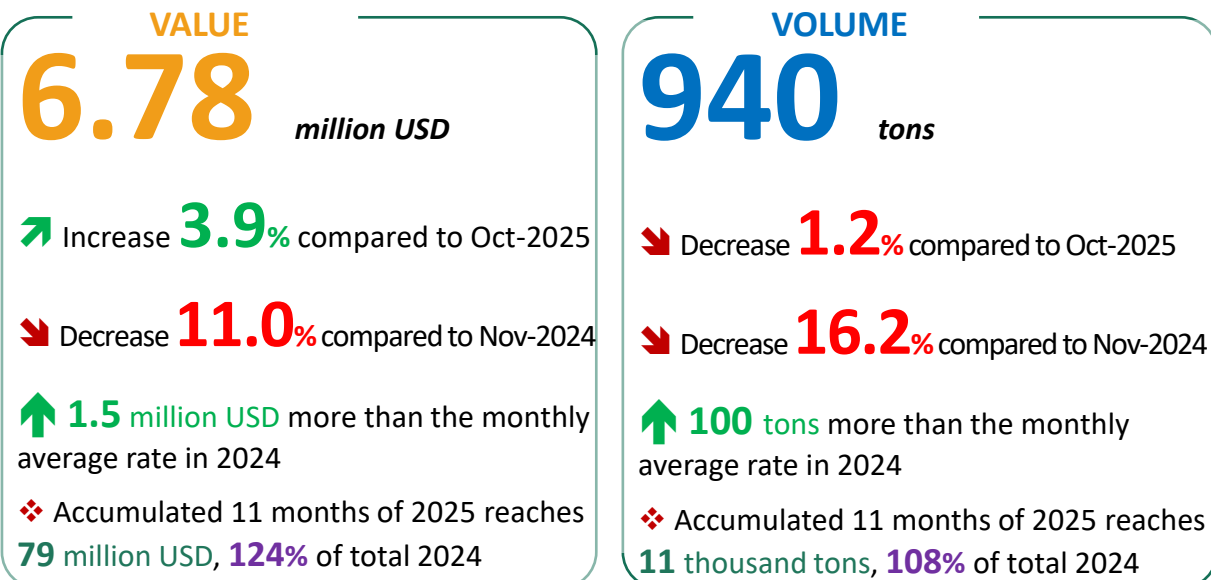 VALUE
6.78 million USD
Increase 3.9% compared to Oct-2025
Decrease 11.0% compared to Nov-2024
1.5 million USD more than the monthly
average rate in 2024
Accumulated 11 months of 2025 reaches
79 million USD, 124% of total 2024
VOLUME
940 tons
Decrease 1.2% compared to Oct-2025
Decrease 16.2% compared to Nov-2024
100 tons more than the monthly
average rate in 2024
Accumulated 11 months of 2025 reaches
11 thousand tons, 108% of total 2024